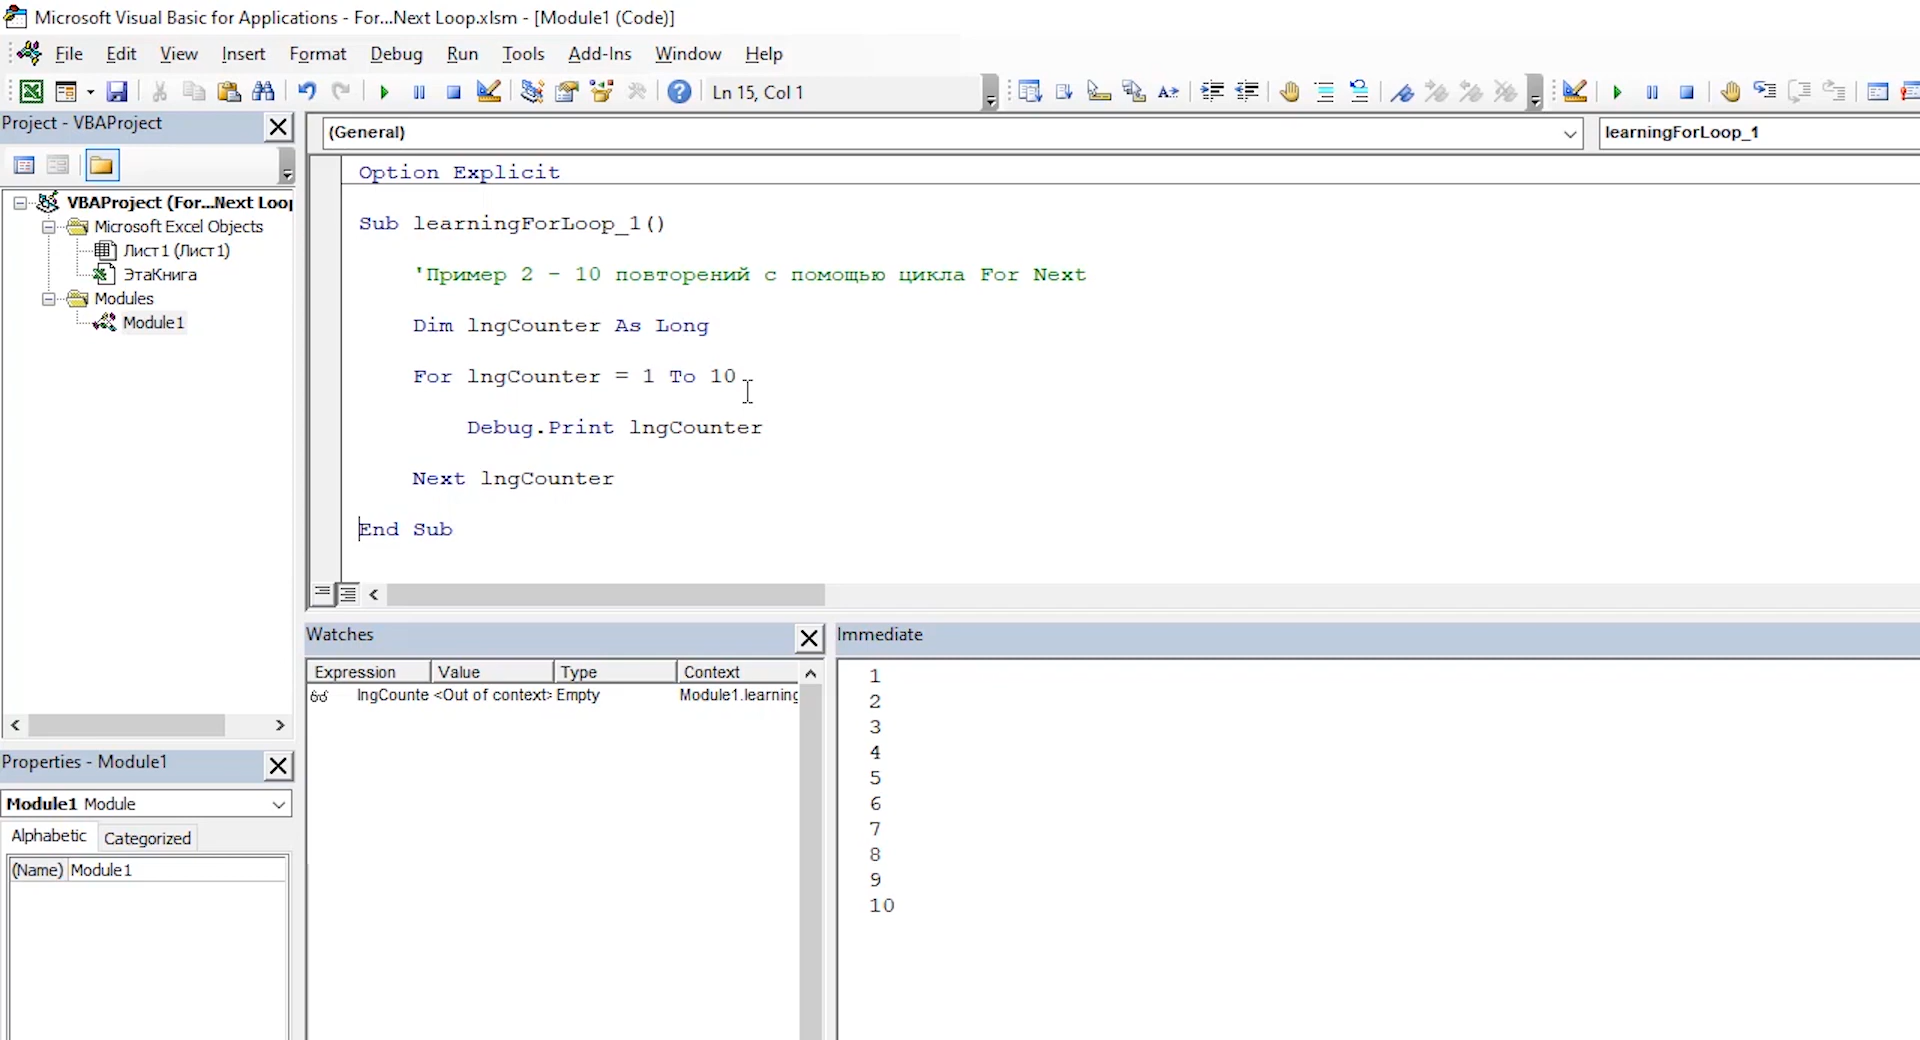 Microsoft Visual Basic for Applications - For...Next Loop.xlsm - [Module1 (Code)]
File Edit View Insert Format Debug Run Tools Add-Ins Window Help
Ln 15, Col 1
Project - VBAProject
(General)
learningForLoop_1
VBAProject (For...Next Loop
Microsoft Excel Objects
Лист1 (Лист1)
ЭтаКнига
Modules
Module1
Option Explicit
Sub learningForLoop_1()
'Пример 2 - 10 повторений с помощью цикла For Next
Dim lngCounter As Long
For lngCounter = 1 To 10
Debug.Print lngCounter
Next lngCounter
End Sub
Properties - Module1
Module1 Module
Alphabetic Categorized
(Name) Module1
Watches
Expression Value Type Context
lngCounte <Out of context> Empty Module1.learning
Immediate
1
2
3
4
5
6
7
8
9
10